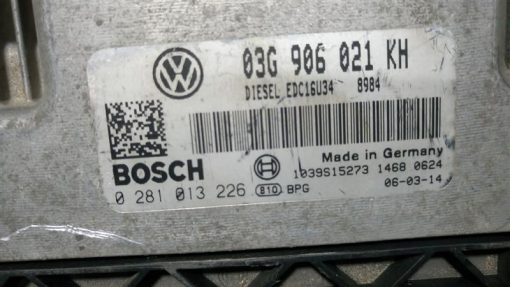 03G 906 021 KH
DIESEL EDC16U34 8984
BOSCH
Made in Germany
1039S15273 1468 0624
0 281 013 226 810 BPG 06-03-14